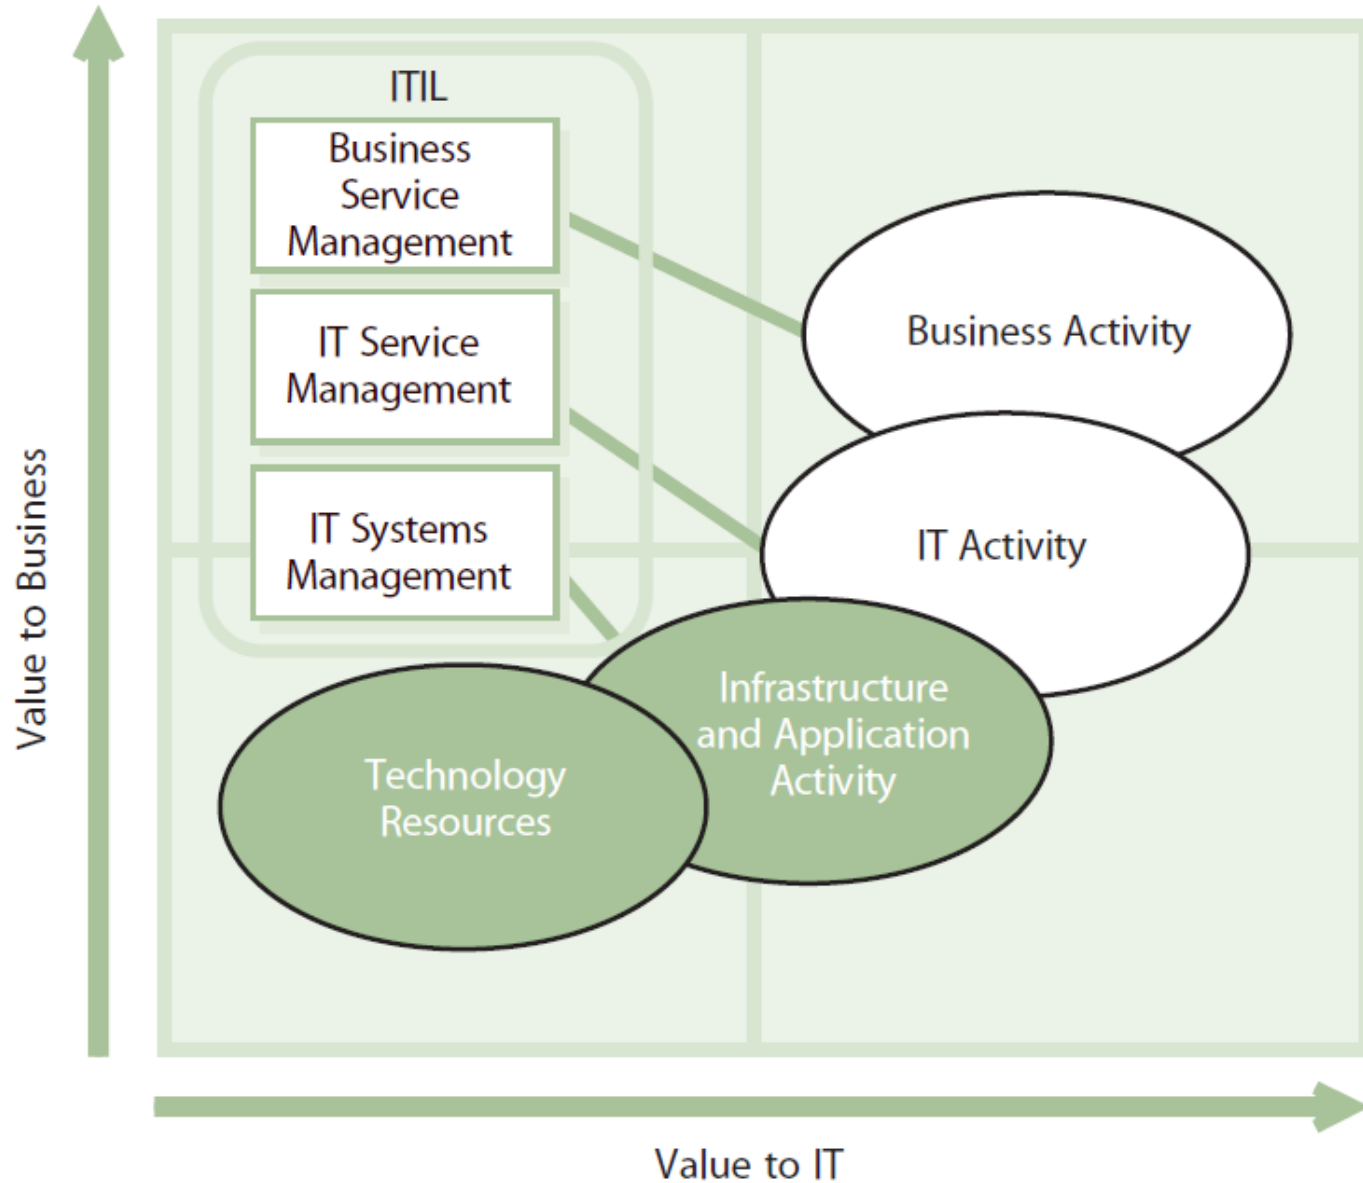 ITIL
Business
Service
Management
IT Service
Management
IT Systems
Management
Business Activity
IT Activity
Infrastructure
and Application
Activity
Technology
Resources
Value to Business
Value to IT